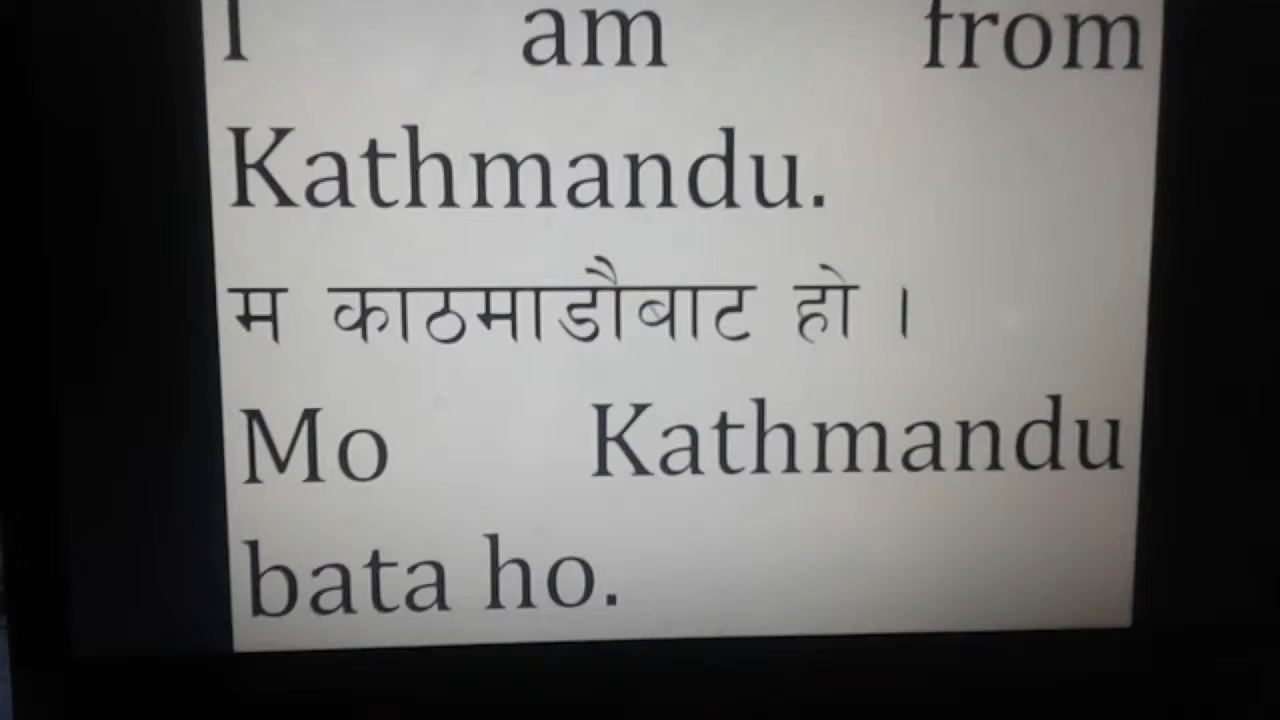 I am from
Kathmandu.
म काठमाडौबाट हो ।
Mo Kathmandu
bata ho.